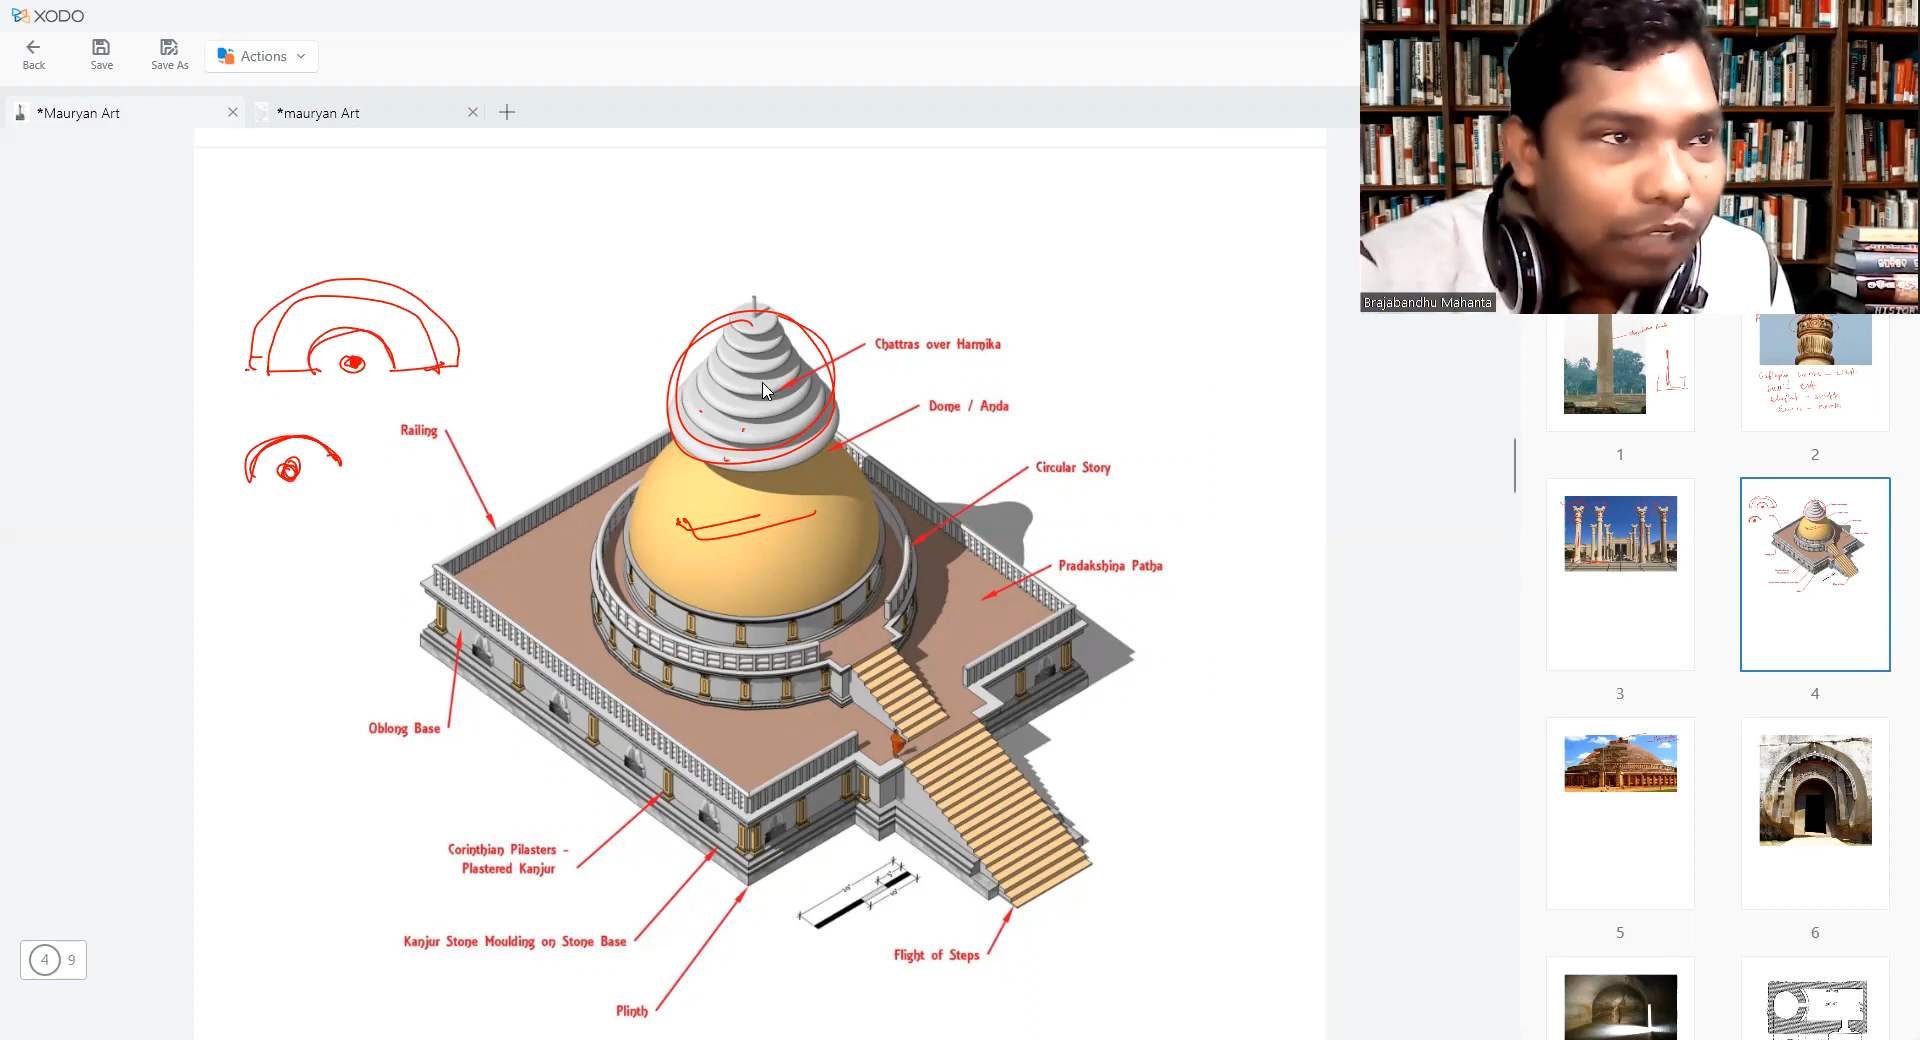 XODO
Back
Save
Save As
Actions
*Mauryan Art
*mauryan Art
Brajabandhu Mahanta
Chattras over Harmika
Dome / Anda
Railing
Circular Story
Pradakshina Patha
Oblong Base
Corinthian Pilasters -
Plastered Kanjur
Kanjur Stone Moulding on Stone Base
Flight of Steps
Plinth
4 9
1
2
3
4
5
6